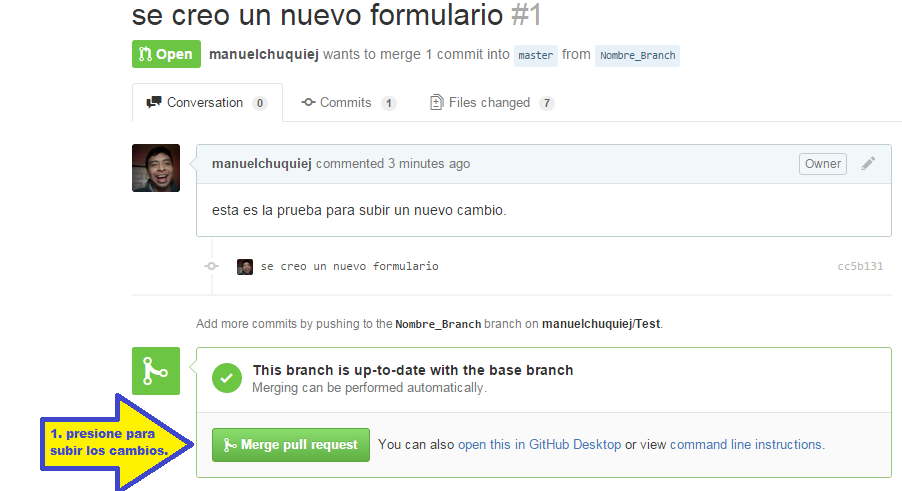 se creo un nuevo formulario #1
Open manuelchuquiej wants to merge 1 commit into master from Nombre_Branch
Conversation 0 Commits 1 Files changed 7
manuelchuquiej commented 3 minutes ago Owner
esta es la prueba para subir un nuevo cambio.
se creo un nuevo formulario cc5b131
Add more commits by pushing to the Nombre_Branch branch on manuelchuquiej/Test.
This branch is up-to-date with the base branch
Merging can be performed automatically.
1. presione para
subir los cambios.
Merge pull request You can also open this in GitHub Desktop or view command line instructions.